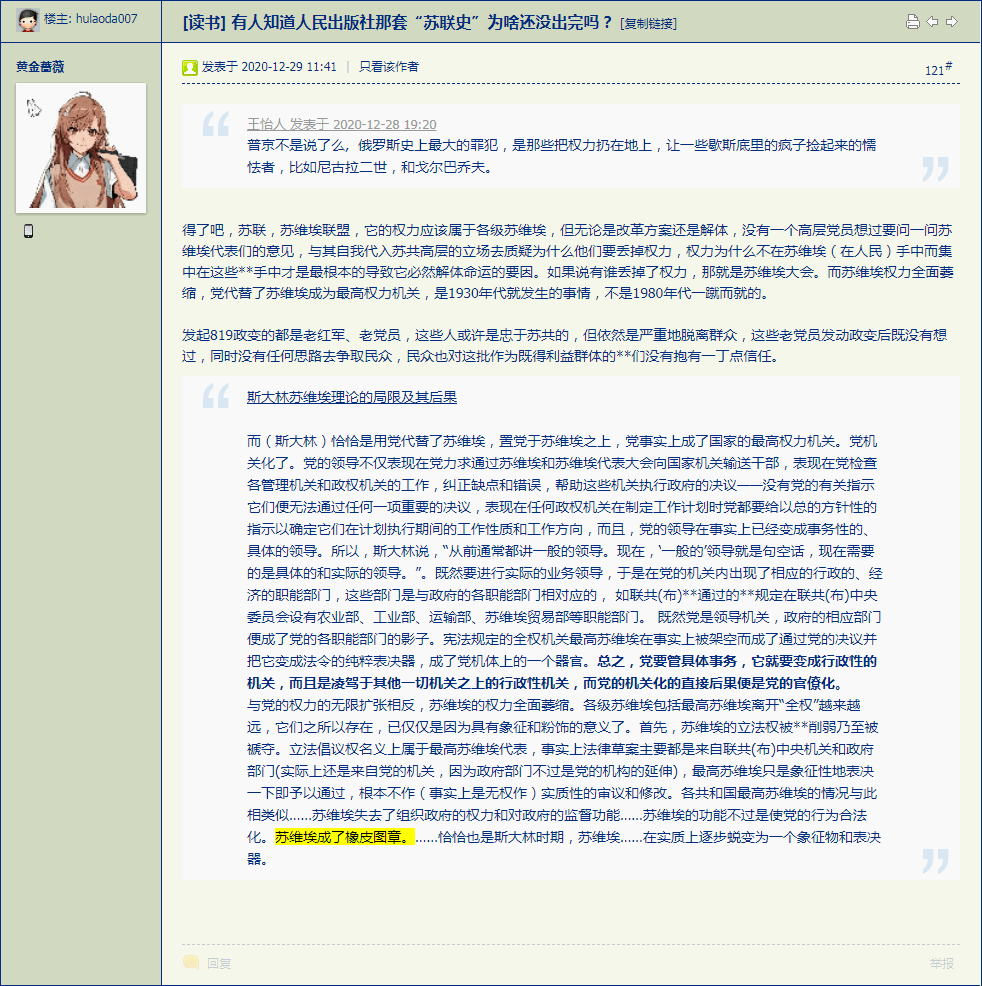 楼主: hulaoda007
[读书] 有人知道人民出版社那套“苏联史”为啥还没出完吗？ [复制链接]
黄金蔷薇
发表于 2020-12-29 11:41 | 只看该作者
121#
王怡人 发表于 2020-12-28 19:20
普京不是说了么，俄罗斯史上最大的罪犯，是那些把权力扔在地上，让一些歇斯底里的疯子捡起来的懦
怯者，比如尼古拉二世，和戈尔巴乔夫。
得了吧，苏联，苏维埃联盟，它的权力应该属于各级苏维埃，但无论是改革方案还是解体，没有一个高层党员想过要问一问苏
维埃代表们的意见，与其自我代入苏共高层的立场去质疑为什么他们要丢掉权力，权力为什么不在苏维埃（在人民）手中而集
中在这些**手中才是最根本的导致它必然解体命运的要因。如果说有谁丢掉了权力，那就是苏维埃大会。而苏维埃权力全面萎
缩，党代替了苏维埃成为最高权力机关，是1930年代就发生的事情，不是1980年代一蹴而就的。
发起819政变的都是老红军、老党员，这些人或许是忠于苏共的，但依然是严重地脱离群众，这些老党员发动政变后既没有想
过，同时没有任何思路去争取民众，民众也对这批作为既得利益群体的**们没有抱有一丁点信任。
斯大林苏维埃理论的局限及其后果
而（斯大林）恰恰是用党代替了苏维埃，置党于苏维埃之上，党事实上成了国家的最高权力机关。党机
关化了。党的领导不仅表现在党力求通过苏维埃和苏维埃代表大会向国家机关输送干部，表现在党检查
各管理机关和政权机关的工作，纠正缺点和错误，帮助这些机关执行政府的决议——没有党的有关指示
它们便无法通过任何一项重要的决议，表现在任何政权机关在制定工作计划时党都要给以总的方针性的
指示以确定它们在计划执行期间的工作性质和工作方向，而且，党的领导在事实上已经变成事务性的、
具体的领导。所以，斯大林说，“从前通常都讲一般的领导。现在，‘一般的’领导就是句空话，现在需要
的是具体的和实际的领导。”。既然要进行实际的业务领导，于是在党的机关内出现了相应的行政的、经
济的职能部门，这些部门是与政府的各职能部门相对应的， 如联共(布)**通过的**规定在联共(布)中央
委员会设有农业部、工业部、运输部、苏维埃贸易部等职能部门。 既然党是领导机关，政府的相应部门
便成了党的各职能部门的影子。宪法规定的全权机关最高苏维埃在事实上被架空而成了通过党的决议并
把它变成法令的纯粹表决器，成了党机体上的一个器官。总之，党要管具体事务，它就要变成行政性的
机关，而且是凌驾于其他一切机关之上的行政性机关，而党的机关化的直接后果便是党的官僚化。
与党的权力的无限扩张相反，苏维埃的权力全面萎缩。各级苏维埃包括最高苏维埃离开“全权”越来越
远，它们之所以存在，已仅仅是因为具有象征和粉饰的意义了。首先，苏维埃的立法权被**削弱乃至被
褫夺。立法倡议权名义上属于最高苏维埃代表，事实上法律草案主要都是来自联共(布)中央机关和政府
部门(实际上还是来自党的机关，因为政府部门不过是党的机构的延伸)，最高苏维埃只是象征性地表决
一下即予以通过，根本不作（事实上是无权作）实质性的审议和修改。各共和国最高苏维埃的情况与此
相类似……苏维埃失去了组织政府的权力和对政府的监督功能……苏维埃的功能不过是使党的行为合法
化。苏维埃成了橡皮图章。……恰恰也是斯大林时期，苏维埃……在实质上逐步蜕变为一个象征物和表决
器。
回复
举报